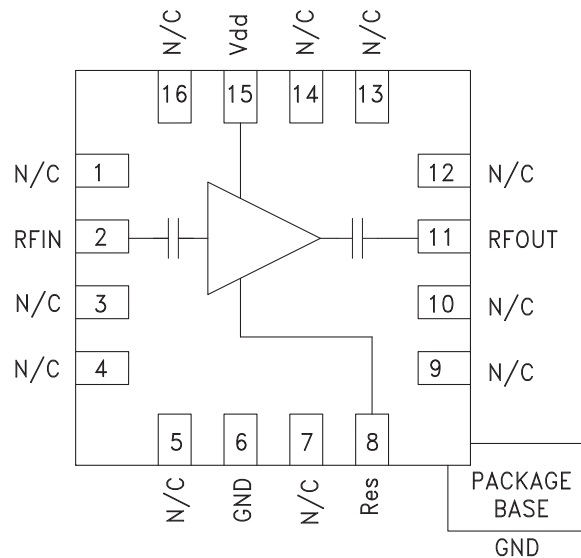 N/C
Vdd
N/C
N/C
16
15
14
13
N/C
1
12
N/C
RFIN
2
11
RFOUT
N/C
3
10
N/C
N/C
4
9
N/C
5
6
7
8
N/C
GND
N/C
Res
PACKAGE
BASE
GND